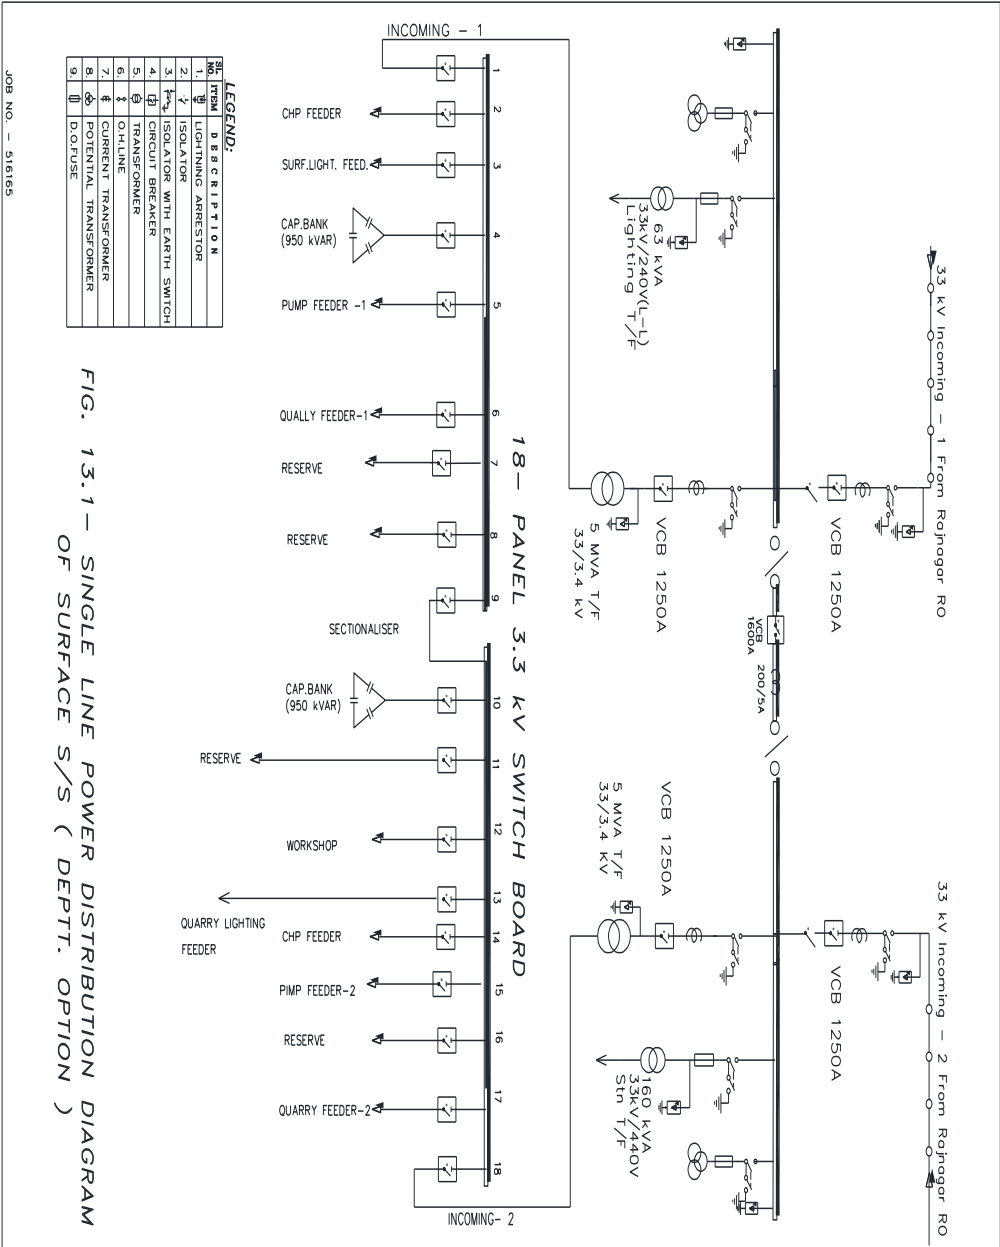 INCOMING - 1
1
2
CHP FEEDER
3
SURF.LIGHT. FEED.
4
CAP.BANK
(950 kVAR)
5
PUMP FEEDER -1
6
QUALLY FEEDER-1
7
RESERVE
8
RESERVE
9
SECTIONALISER
10
CAP.BANK
(950 kVAR)
11
RESERVE
12
WORKSHOP
13
QUARRY LIGHTING
FEEDER
14
CHP FEEDER
15
PIMP FEEDER-2
16
RESERVE
17
QUARRY FEEDER-2
18
INCOMING- 2
18- PANEL 3.3 kV SWITCH BOARD
33 kV Incoming - 1 From Rajnagar RO
33 kV Incoming - 2 From Rajnagar RO
63 kVA
33kV/240V(L-L)
Lighting T/F
VCB 1250A
VCB 1250A
5 MVA T/F
33/3.4 kV
VCB
1600A
200/5A
VCB 1250A
VCB 1250A
5 MVA T/F
33/3.4 KV
160 kVA
33kV/440V
Stn T/F
LEGEND:
SL. NO. ITEM DESCRIPTION
1. LIGHTNING ARRESTOR
2. ISOLATOR
3. ISOLATOR WITH EARTH SWITCH
4. CIRCUIT BREAKER
5. TRANSFORMER
6. O.H.LINE
7. CURRENT TRANSFORMER
8. POTENTIAL TRANSFORMER
9. D.O.FUSE
FIG. 13.1- SINGLE LINE POWER DISTRIBUTION DIAGRAM
OF SURFACE S/S ( DEPTT. OPTION )
JOB NO. - 516165